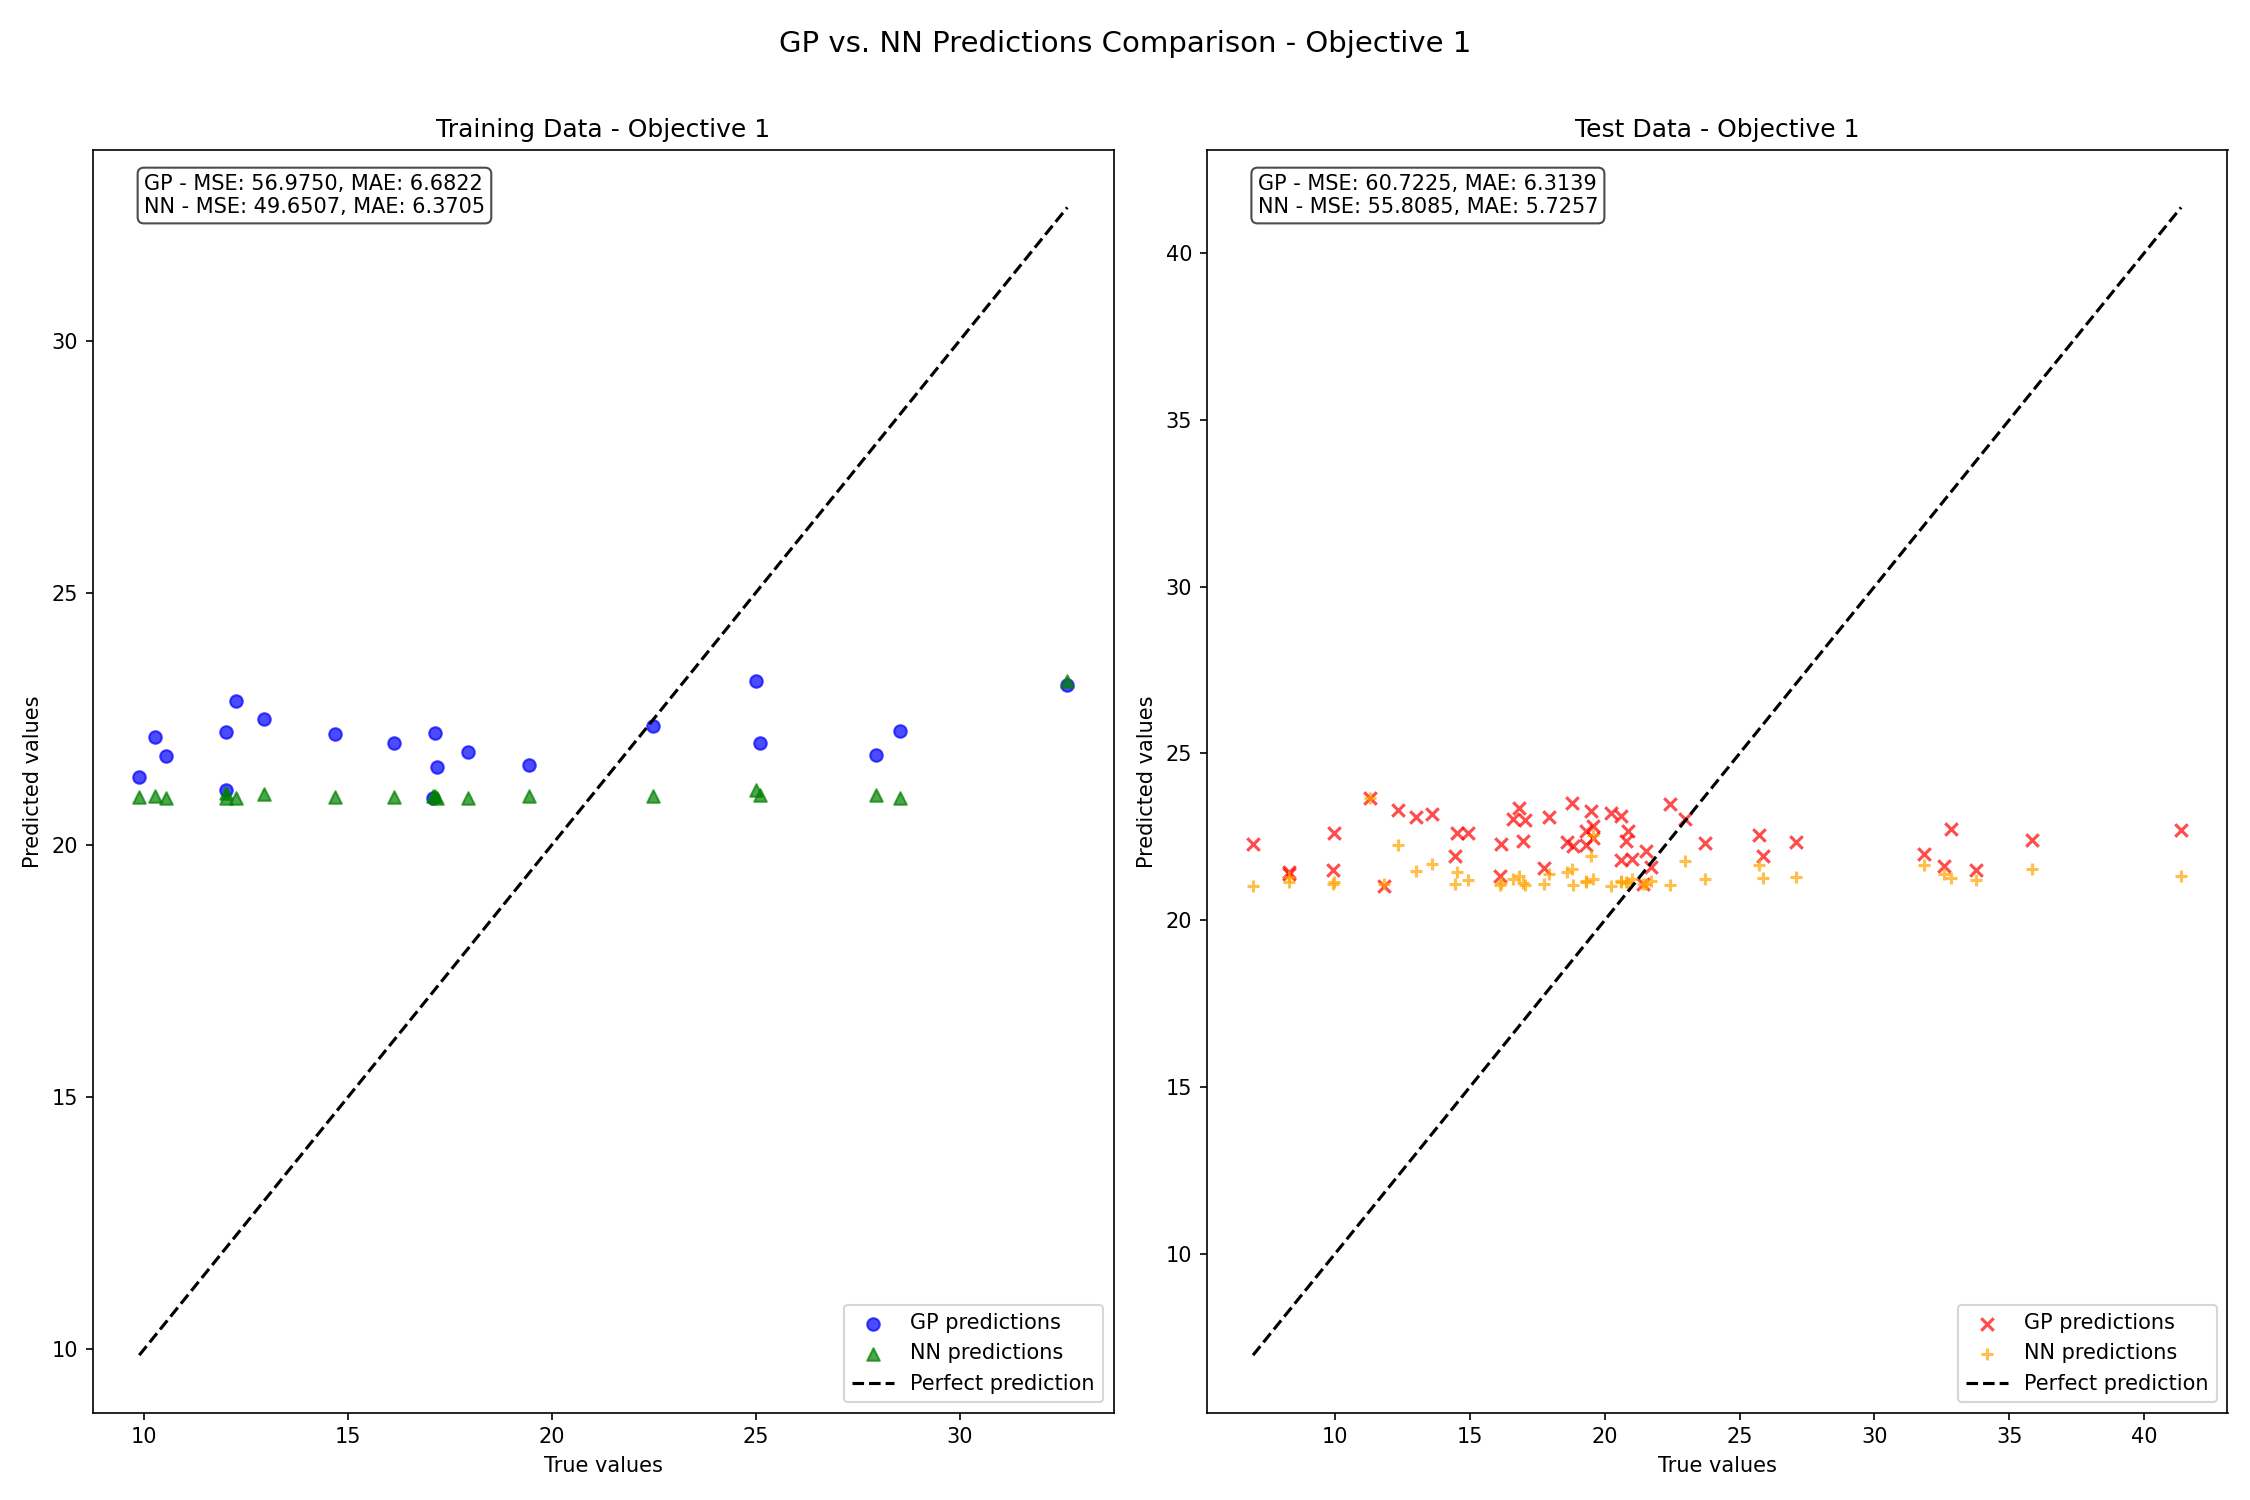 GP vs. NN Predictions Comparison - Objective 1
Training Data - Objective 1
GP - MSE: 56.9750, MAE: 6.6822
NN - MSE: 49.6507, MAE: 6.3705
Predicted values
30
25
20
15
10
GP predictions
NN predictions
Perfect prediction
10 15 20 25 30
True values
Test Data - Objective 1
GP - MSE: 60.7225, MAE: 6.3139
NN - MSE: 55.8085, MAE: 5.7257
Predicted values
40
35
30
25
20
15
10
GP predictions
NN predictions
Perfect prediction
10 15 20 25 30 35 40
True values